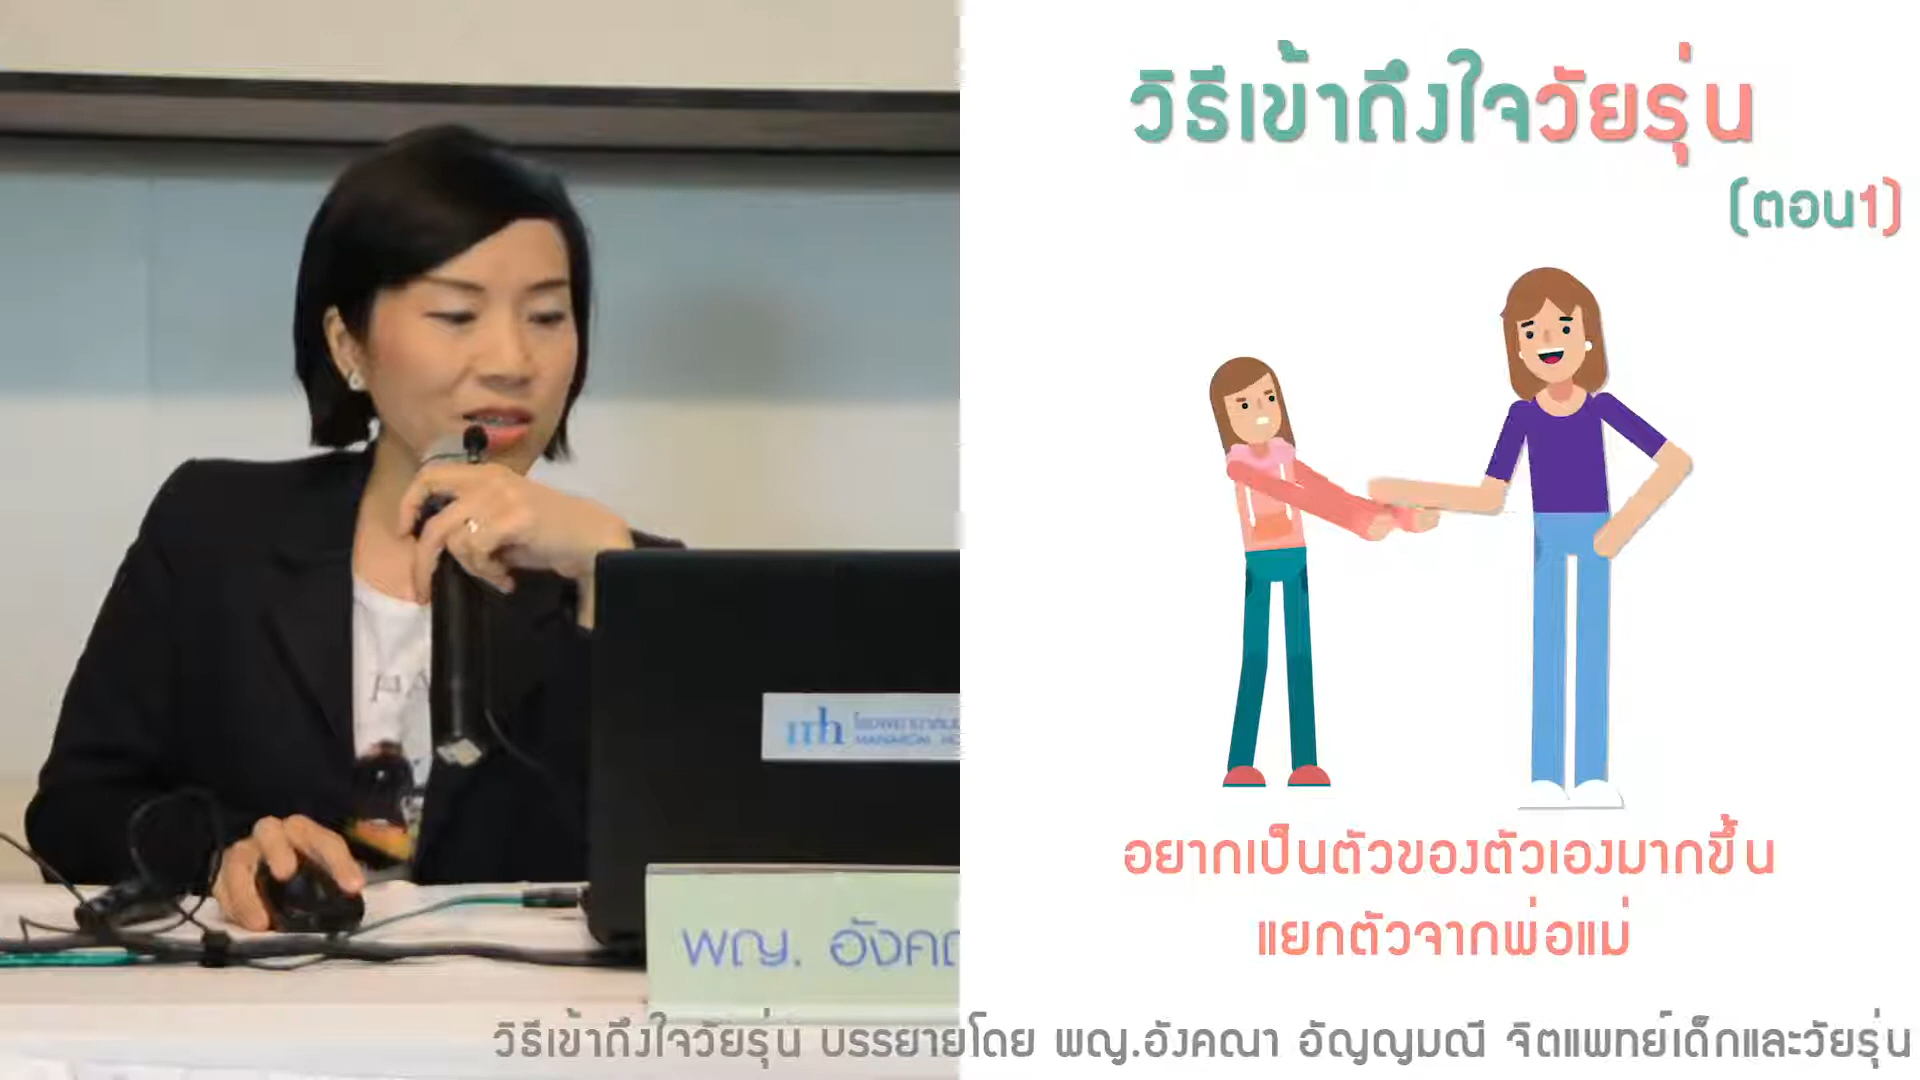 วิธีเข้าถึงใจวัยรุ่น
(ตอน1)
อยากเป็นตัวของตัวเองมากขึ้น
แยกตัวจากพ่อแม่
mh
พญ. อังคณ
วิธีเข้าถึงใจวัยรุ่น บรรยายโดย พญ.อังคณา อัญญมณี จิตแพทย์เด็กและวัยรุ่น